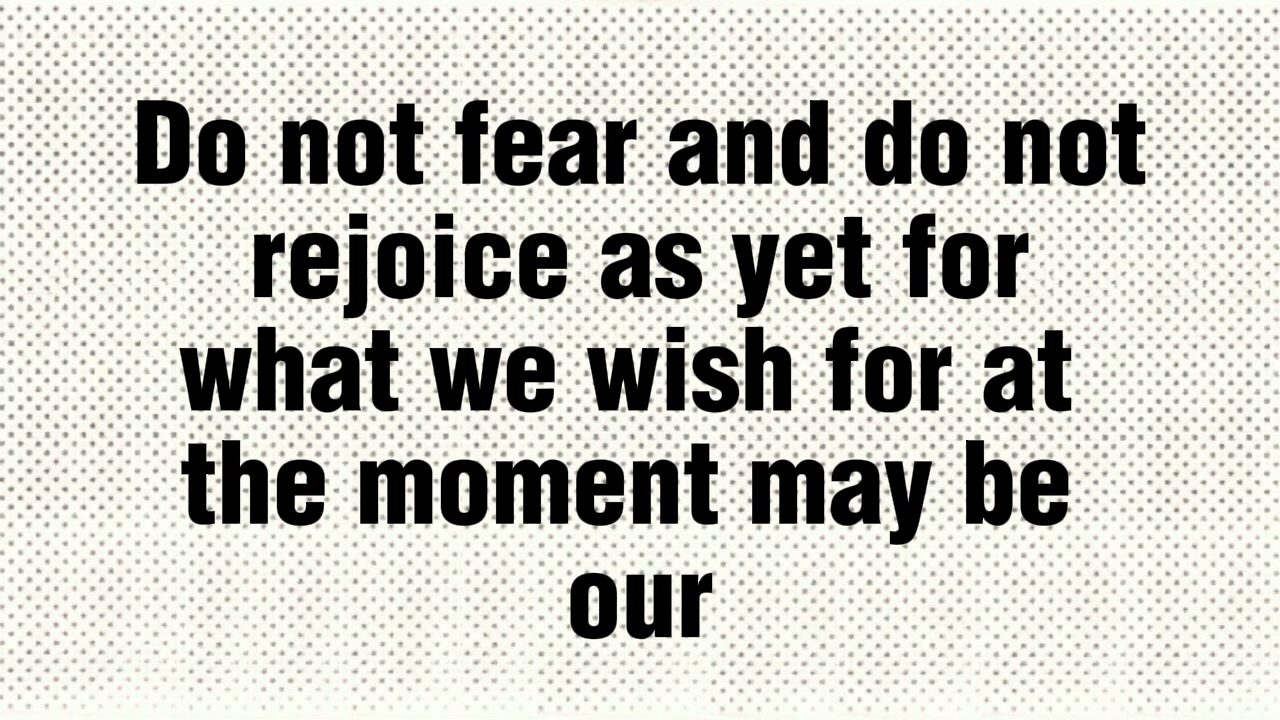 Do not fear and do not
rejoice as yet for
what we wish for at
the moment may be
our